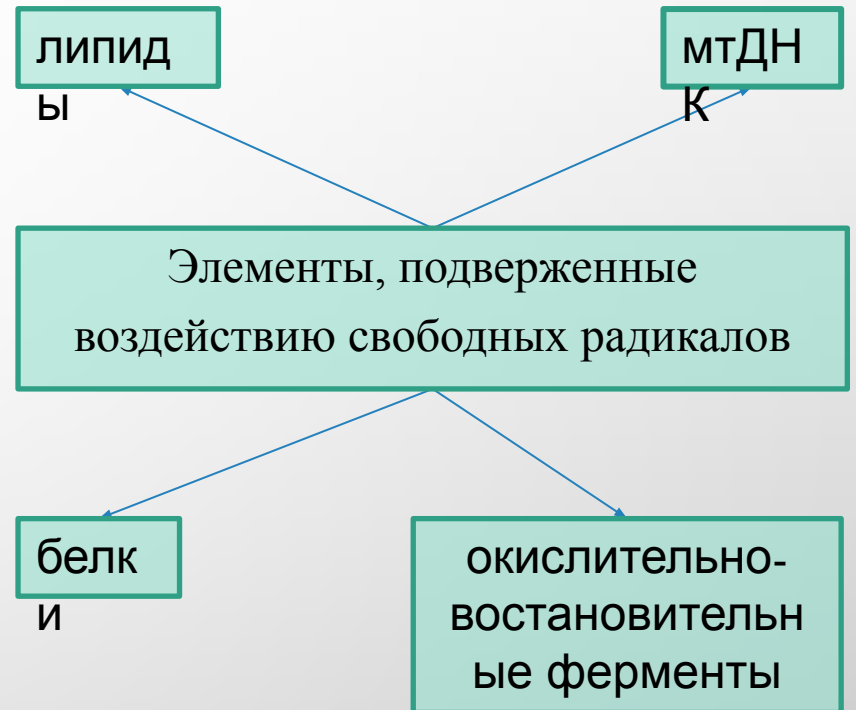 липид
ы
мтДН
К
Элементы, подверженные
воздействию свободных радикалов
белк
и
окислительно-
востановительн
ые ферменты